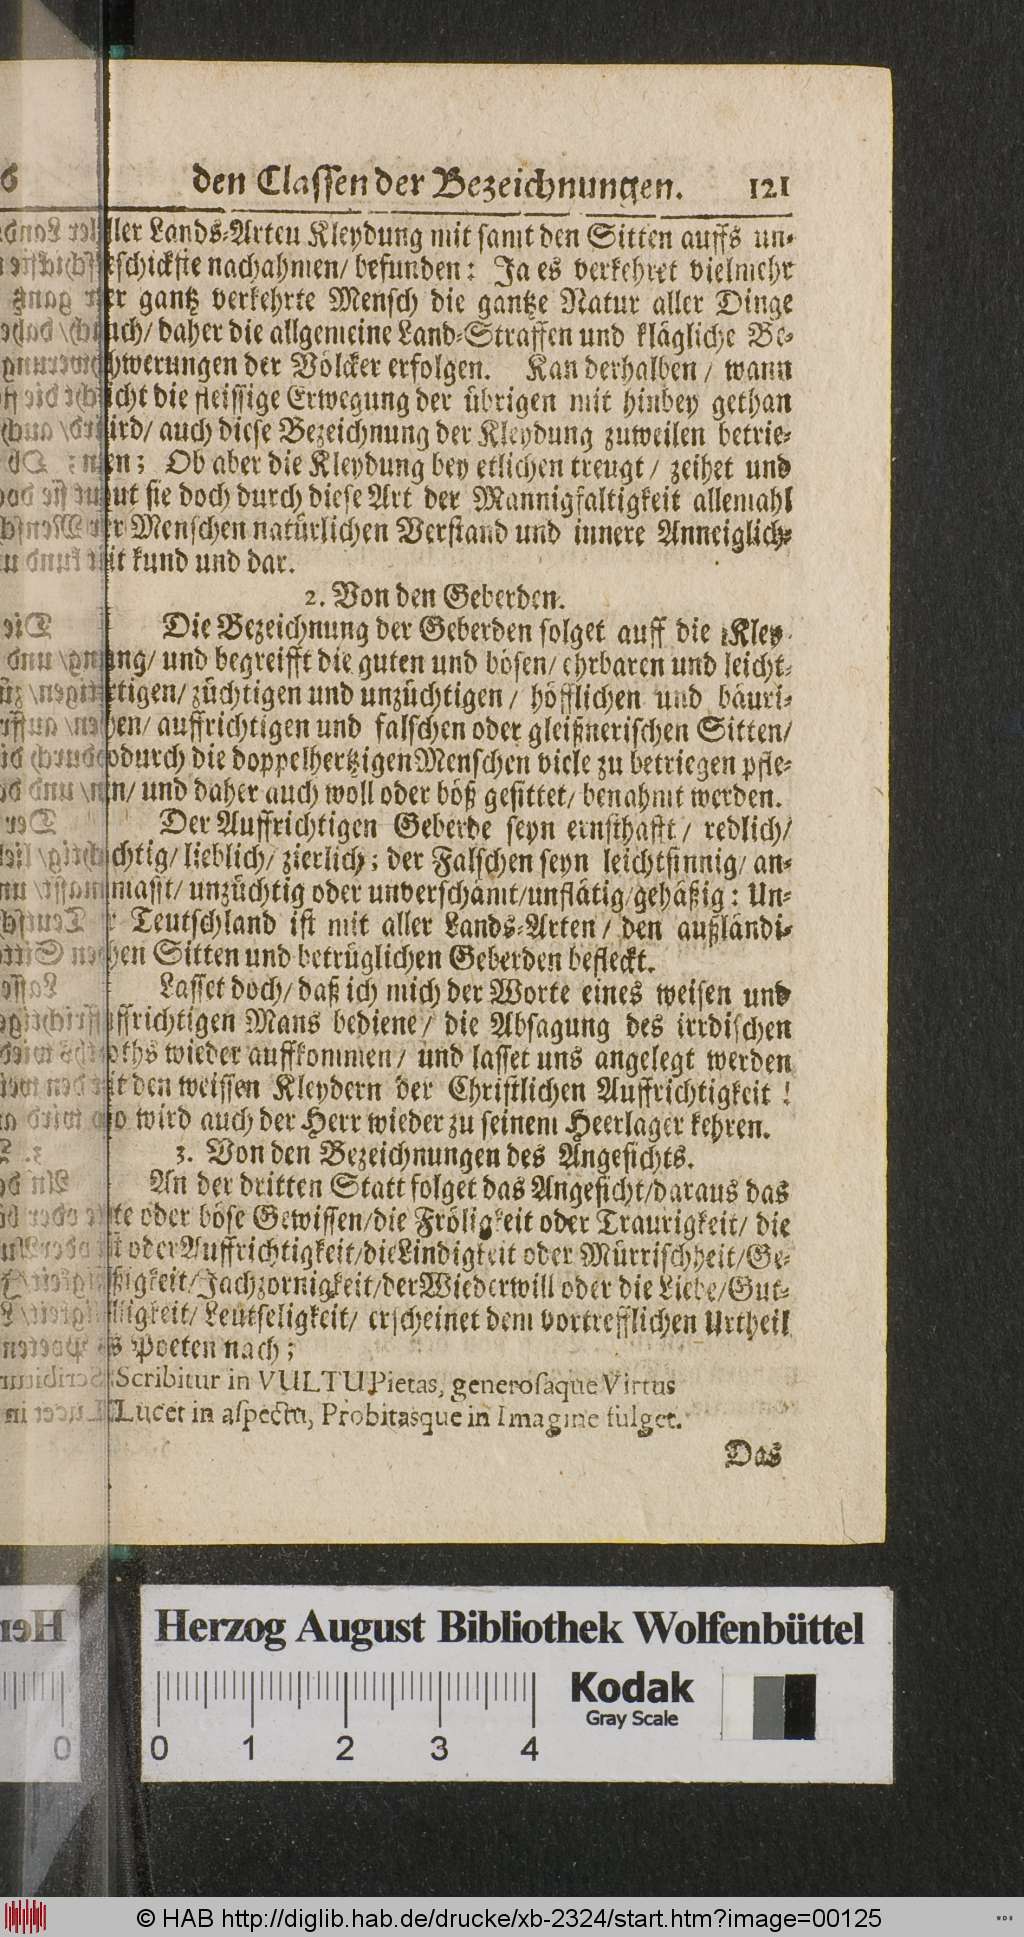 den Classen der Bezeichnungen. 121
ller Lands-Arten Kleydung mit samt den Sitten auffs un-
schickste nachahmen/ befunden: Ja es verkehret vielmehr
er gantz verkehrte Mensch die gantze Natur aller Dinge
uch/ daher die allgemeine Land-Strassen und klägliche Be-
hwerungen der Völcker erfolgen. Kan derhalben / wann
icht die fleissige Erwegung der übrigen mit hinbey gethan
ird/ auch diese Bezeichnung der Kleydung zuweilen betrie-
en; Ob aber die Kleydung bey etlichen treugt / zeihet und
ut sie doch durch diese Art der Mannigfaltigkeit allemahl
er Menschen natürlichen Verstand und innere Anneiglich-
it kund und dar.
2. Von den Geberden.
Die Bezeichnung der Geberden folget auff die Kley-
ung/ und begreifft die guten und bösen/ ehrbaren und leicht-
rtigen/ züchtigen und unzüchtigen / höfflichen und bäuri-
hen/ auffrichtigen und falschen oder gleißnerischen Sitten/
odurch die doppelhertzigen Menschen viele zu betriegen pfle-
n/ und daher auch woll oder böß gesittet/ benahmt werden.
Der Auffrichtigen Geberde seyn ernsthafft / redlich/
chtig/ lieblich/ zierlich; der Falschen seyn leichtsinnig/ an-
masst/ unzüchtig oder unverschämt/unflätig/gehäßig: Un-
r Teutschland ist mit aller Lands-Arten / den außländi-
hen Sitten und betrüglichen Geberden befleckt.
Lasset doch/ daß ich mich der Worte eines weisen und
ffrichtigen Mans bediene / die Absagung des irrdischen
oths wieder auffkommen/ und lasset uns angelegt werden
it den weissen Kleydern der Christlichen Auffrichtigkeit !
so wird auch der Herr wieder zu seinem Heerlager kehren.
3. Von den Bezeichnungen des Angesichts.
An der dritten Statt folget das Angesicht/daraus das
te oder böse Gewissen/die Fröligkeit oder Traurigkeit/ die
st oder Auffrichtigkeit/die Lindigkeit oder Mürrischheit/Ge-
ßigkeit/Jachzornigkeit/der Wiederwill oder die Liebe/Gut-
lligkeit/ Leutseligkeit/ erscheinet dem vortrefflichen Urtheil
s Poeten nach;
Scribitur in VULTU Pietas, generosaque Virtus
Lucet in aspectu, Probitasque in Imagine fulget.
Das
Herzog August Bibliothek Wolfenbüttel
Kodak
Gray Scale
0 0 1 2 3 4
© HAB http://diglib.hab.de/drucke/xb-2324/start.htm?image=00125